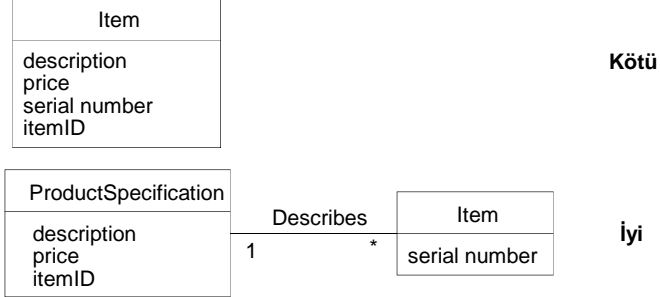 Item
description
price
serial number
itemID
Kötü
ProductSpecification
description
price
itemID
Describes
1
*
Item
serial number
İyi